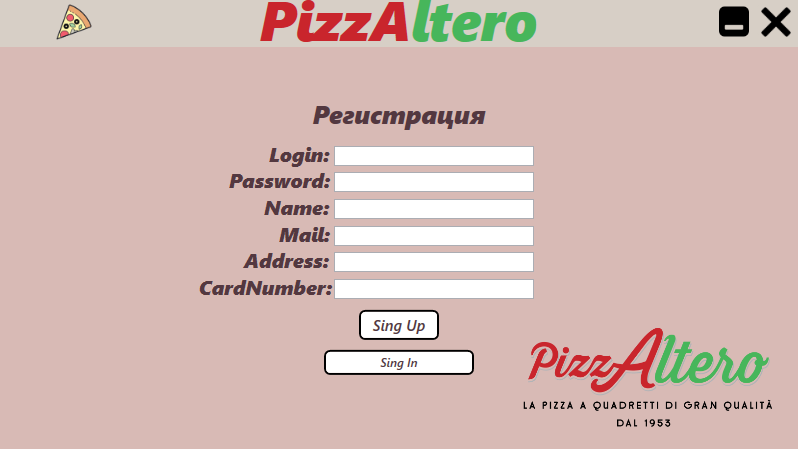 PizzAltero
Регистрация
Login:
Password:
Name:
Mail:
Address:
CardNumber:
Sing Up
Sing In
PizzAltero
LA PIZZA A QUADRETTI DI GRAN QUALITÀ
DAL 1953